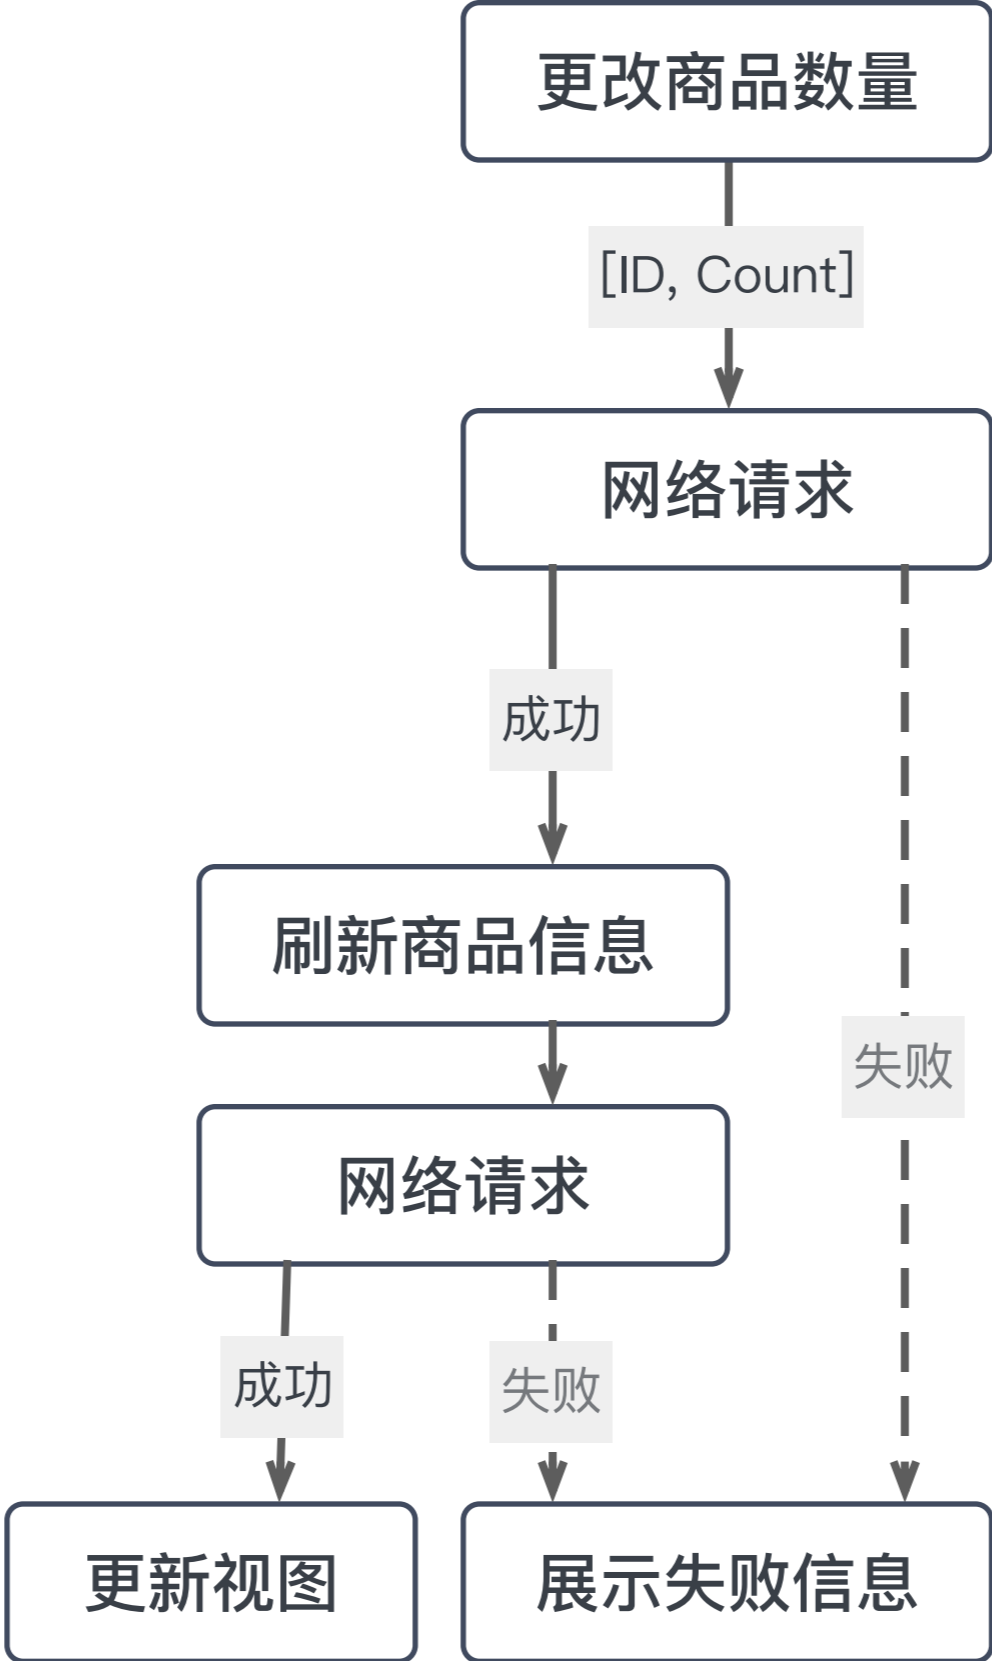 更改商品数量
[ID, Count]
网络请求
成功
刷新商品信息
失败
网络请求
成功
失败
更新视图
展示失败信息